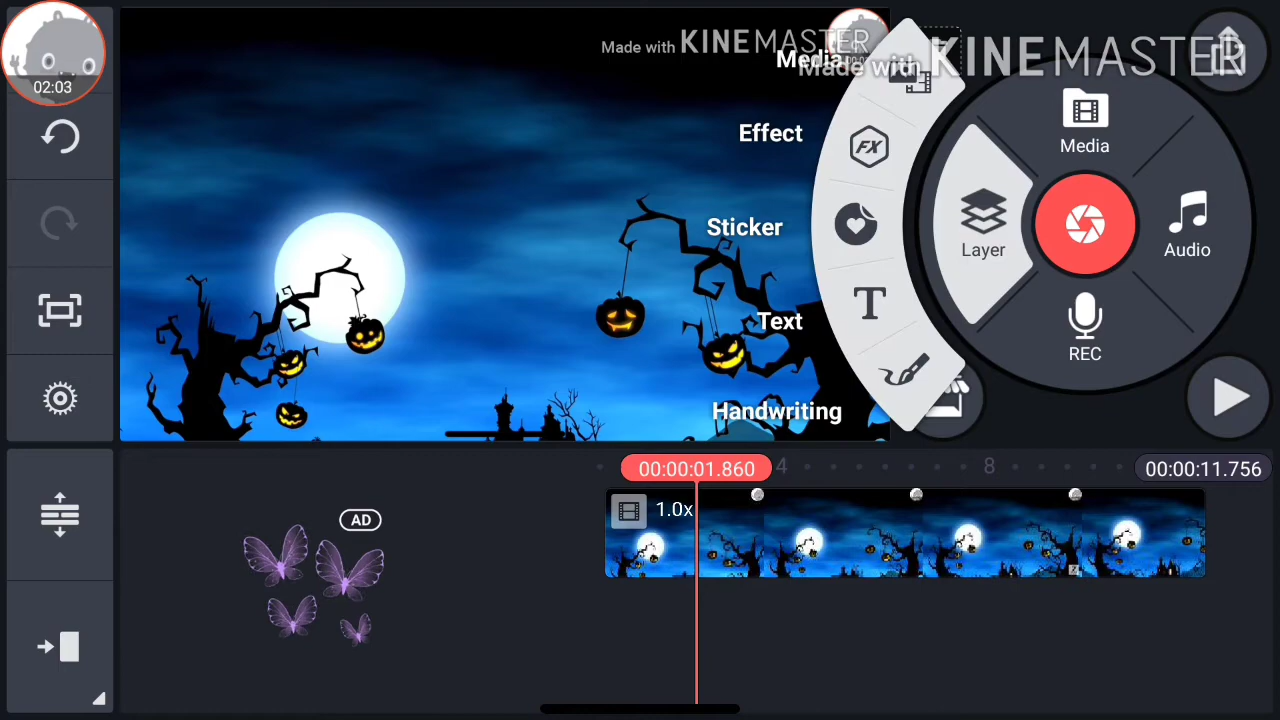 02:03
Made with KINEMASTER
Made with KINEMASTER
Media
Effect
FX
Sticker
Text
T
Handwriting
Media
Layer
Audio
REC
00:00:01.860
4
8
00:00:11.756
1.0x
AD